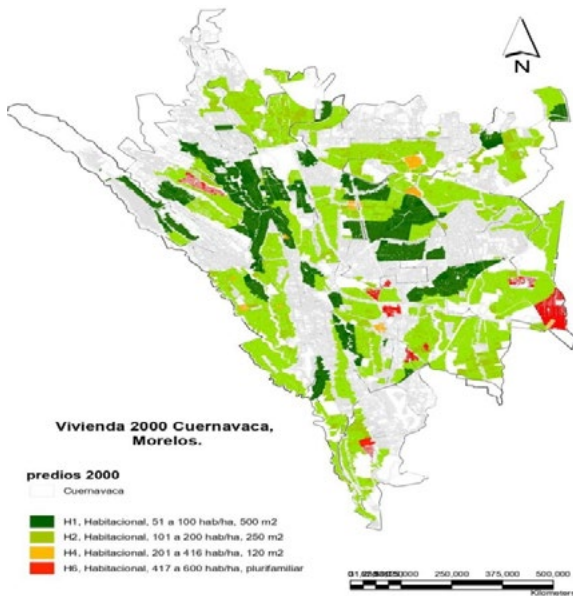 N
Vivienda 2000 Cuernavaca,
Morelos.
predios 2000
Cuernavaca
H1, Habitacional, 51 a 100 hab/ha, 500 m2
H2, Habitacional, 101 a 200 hab/ha, 250 m2
H4, Habitacional, 201 a 416 hab/ha, 120 m2
H6, Habitacional, 417 a 600 hab/ha, plurifamiliar
250,000 375,000 500,000
Kilometers